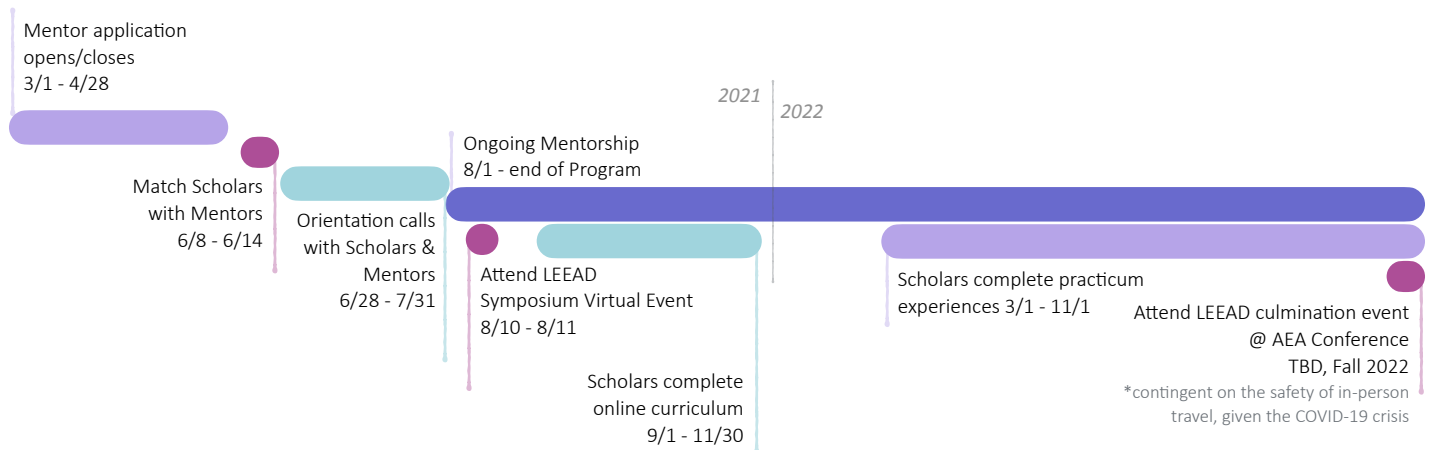 Mentor application
opens/closes
3/1 - 4/28
Match Scholars
with Mentors
6/8 - 6/14
Orientation calls
with Scholars &
Mentors
6/28 - 7/31
Ongoing Mentorship
8/1 - end of Program
Attend LEEAD
Symposium Virtual Event
8/10 - 8/11
Scholars complete
online curriculum
9/1 - 11/30
2021
2022
Scholars complete practicum
experiences 3/1 - 11/1
Attend LEEAD culmination event
@ AEA Conference
TBD, Fall 2022
*contingent on the safety of in-person
travel, given the COVID-19 crisis